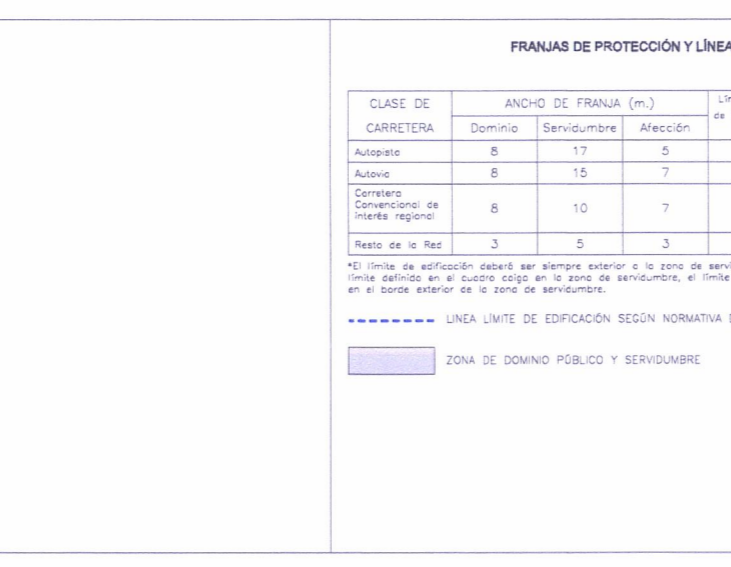 FRANJAS DE PROTECCIÓN Y LÍNEA
CLASE DE CARRETERA ANCHO DE FRANJA (m.)
Dominio Servidumbre Afección de
Autopista 8 17 5
Autovía 8 15 7
Carretera Convencional de interés regional 8 10 7
Resto de la Red 3 5 3
*El límite de edificación deberá ser siempre exterior a la zona de
límite definido en el cuadro caiga en la zona de servidumbre, el límite
en el borde exterior de la zona de servidumbre.
LINEA LÍMITE DE EDIFICACIÓN SEGÚN NORMATIVA
ZONA DE DOMINIO PÚBLICO Y SERVIDUMBRE